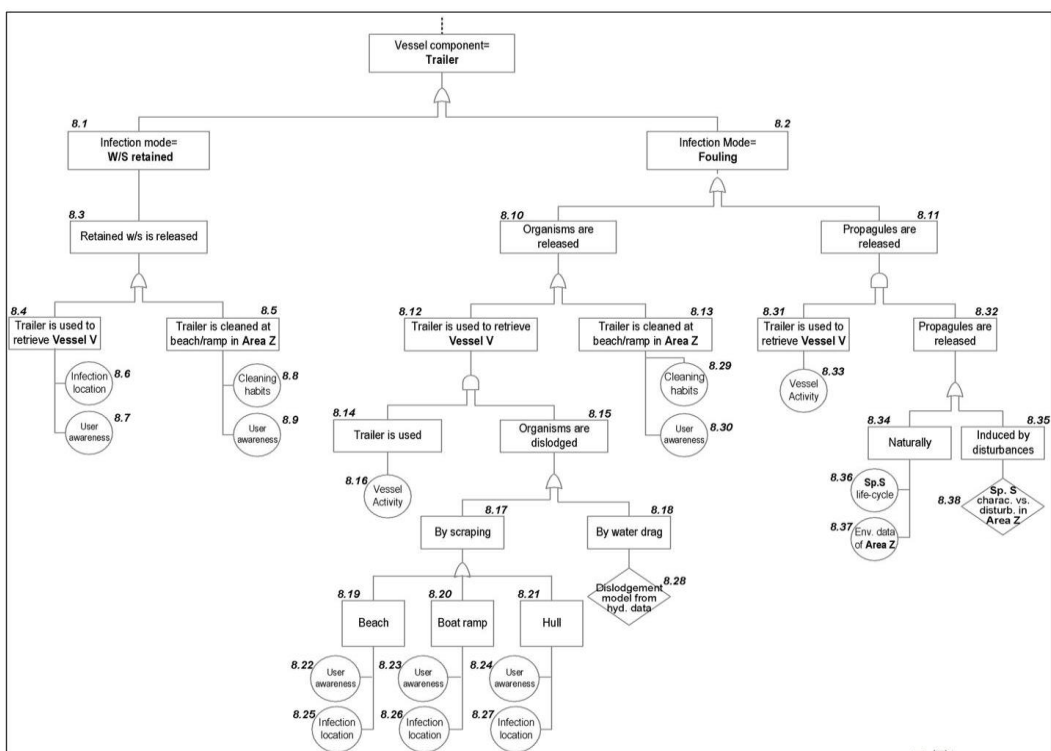 Vessel component=
Trailer
8.1
8.2
Infection mode=
W/S retained
Infection Mode=
Fouling
8.3
8.10
8.11
Retained w/s is released
Organisms are
released
Propagules are
released
8.4
8.5
8.12
8.13
8.31
8.32
Trailer is used to
retrieve Vessel V
Trailer is cleaned at
beach/ramp in Area Z
Trailer is used to retrieve
Vessel V
Trailer is cleaned at
beach/ramp in Area Z
Trailer is used to
retrieve Vessel V
Propagules are
released
Infection
location
8.6
Cleaning
habits
8.8
Cleaning
habits
8.29
Vessel
Activity
8.33
User
awareness
8.7
User
awareness
8.9
8.14
8.15
User
awareness
8.30
8.34
8.35
Trailer is used
Organisms are
dislodged
Naturally
Induced by
disturbances
8.16
Vessel
Activity
8.36
Sp.S
life-cycle
8.38
Sp. S
charac. vs.
disturb. in
Area Z
8.17
8.18
8.37
Env. data
of Area Z
By scraping
By water drag
8.28
Dislodgement
model from
hyd. data
8.19
8.20
8.21
Beach
Boat ramp
Hull
8.22
User
awareness
8.23
User
awareness
8.24
User
awareness
8.25
Infection
location
8.26
Infection
location
8.27
Infection
location